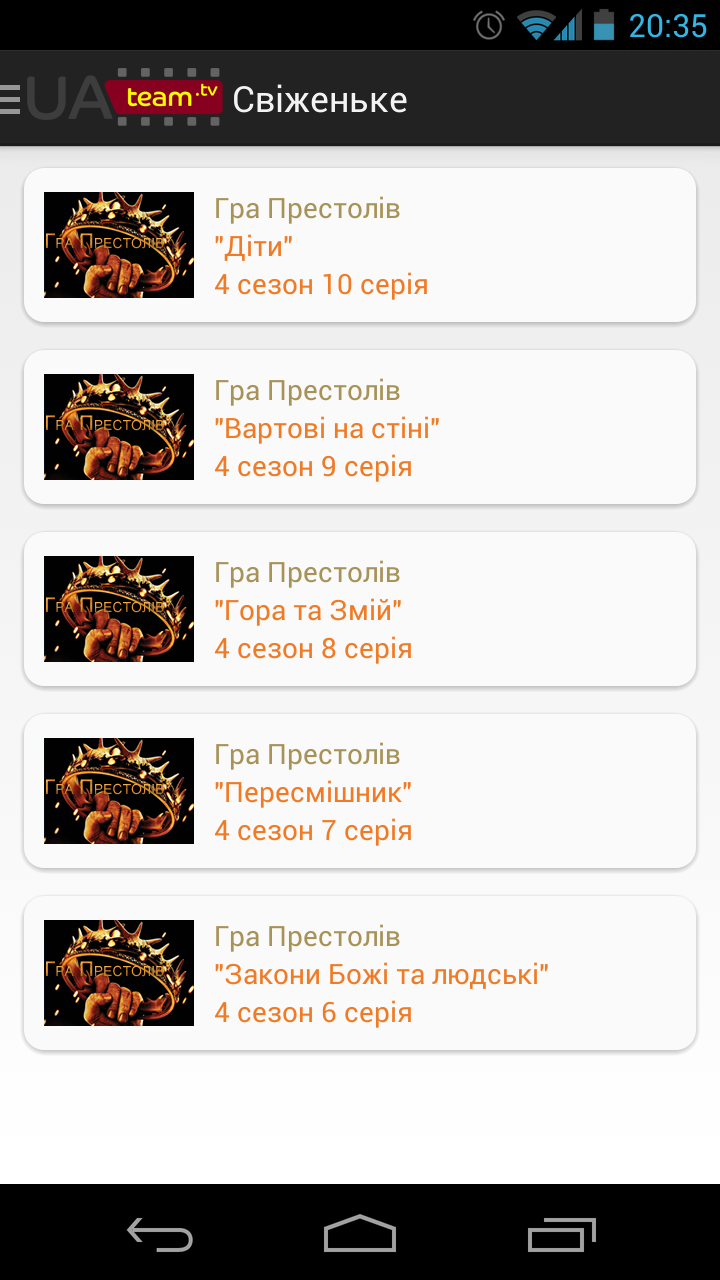 20:35
UA team.tv Свіженьке
Гра Престолів
Гра Престолів
"Діти"
4 сезон 10 серія
Гра Престолів
Гра Престолів
"Вартові на стіні"
4 сезон 9 серія
Гра Престолів
Гра Престолів
"Гора та Змій"
4 сезон 8 серія
Гра Престолів
Гра Престолів
"Пересмішник"
4 сезон 7 серія
Гра Престолів
Гра Престолів
"Закони Божі та людські"
4 сезон 6 серія